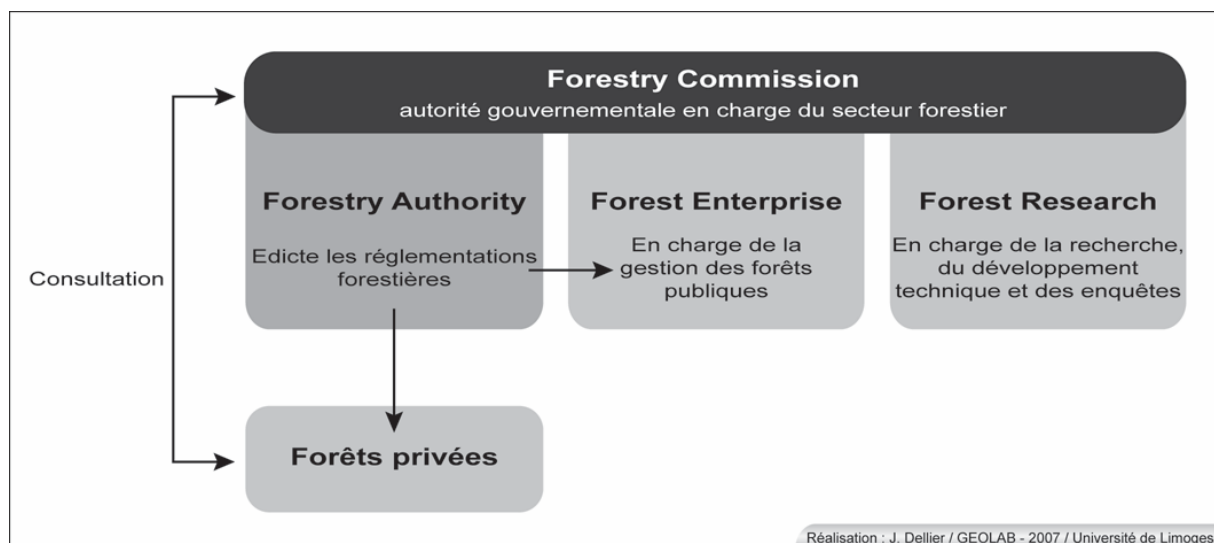 Forestry Commission
autorité gouvernementale en charge du secteur forestier
Forestry Authority
Edicte les réglementations
forestières
Forest Enterprise
En charge de la
gestion des forêts
publiques
Forest Research
En charge de la recherche,
du développement
technique et des enquêtes
Consultation
Forêts privées
Réalisation : J. Dellier / GEOLAB - 2007 / Université de Limoges